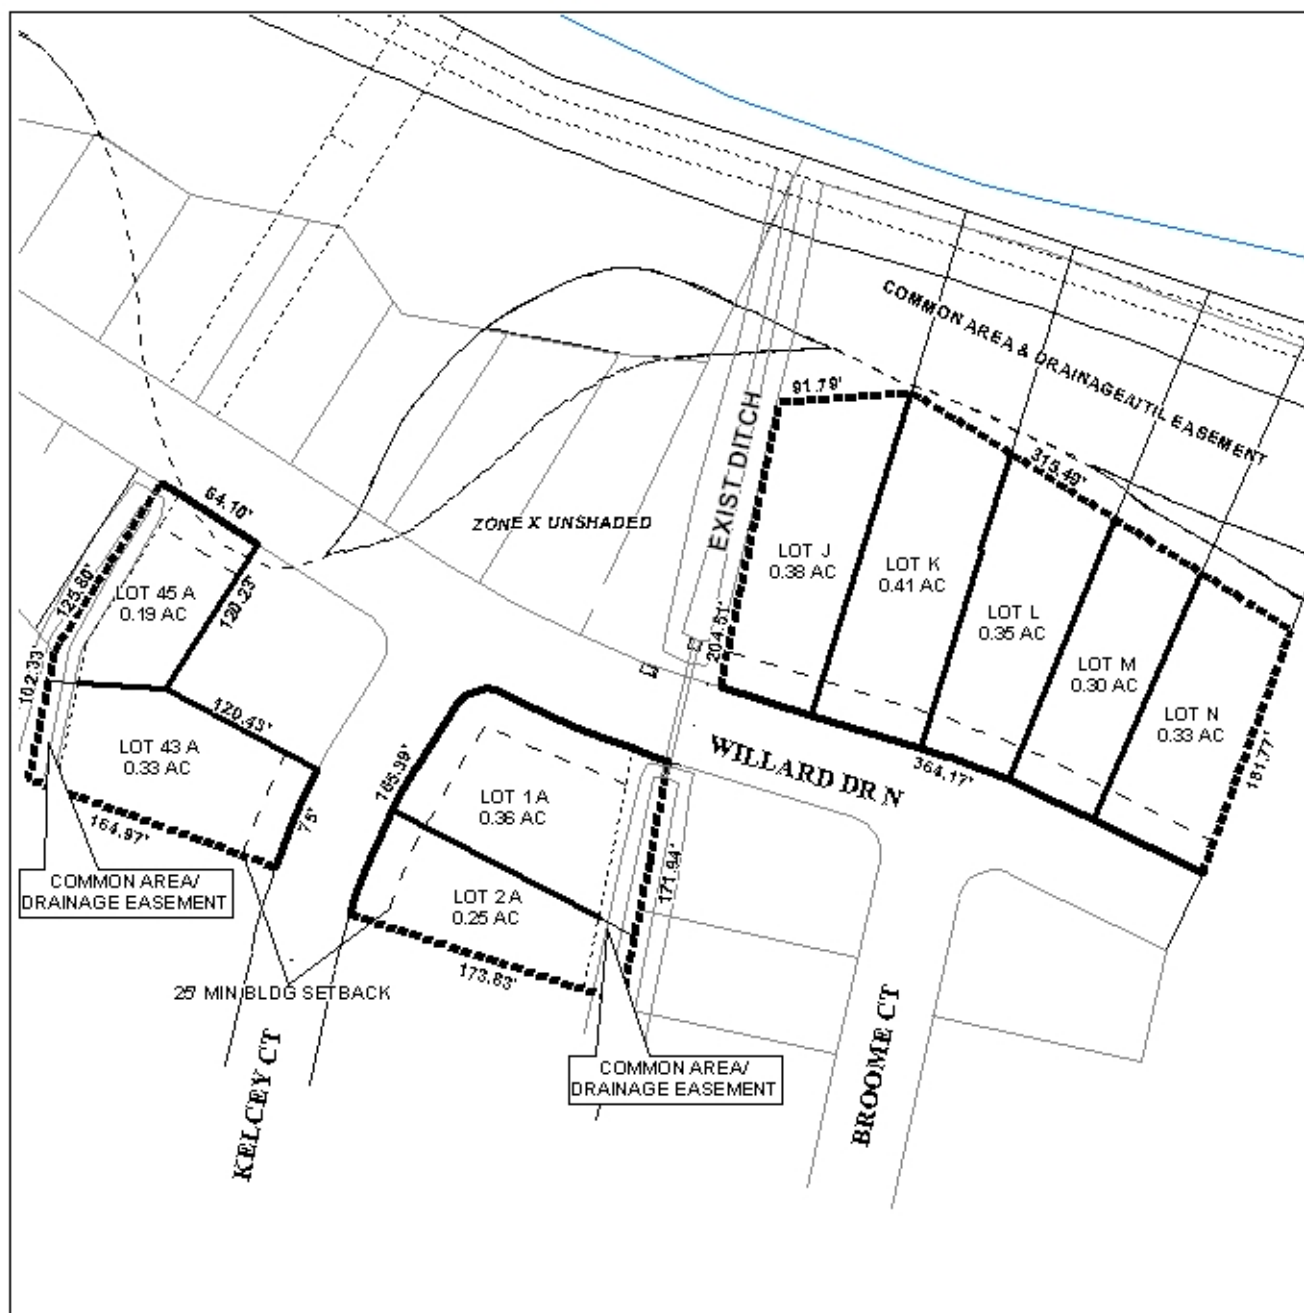 COMMON AREA & DRAINAGE/UTIL EASEMENT
91.79'
EXIST DITCH
315.49'
64.10'
ZONE X UNSHADED
LOT J
0.38 AC
LOT K
0.41 AC
LOT L
0.35 AC
LOT M
0.30 AC
LOT N
0.33 AC
125.80'
LOT 45 A
0.19 AC
120.23'
204.51'
102.33'
120.43'
LOT 43 A
0.33 AC
WILLARD DR N
364.17'
181.77'
165.39'
LOT 1 A
0.36 AC
75'
164.97'
171.94'
COMMON AREA/
DRAINAGE EASEMENT
LOT 2 A
0.25 AC
173.83'
25' MIN BLDG SETBACK
KELCEY CT
COMMON AREA/
DRAINAGE EASEMENT
BROOME CT